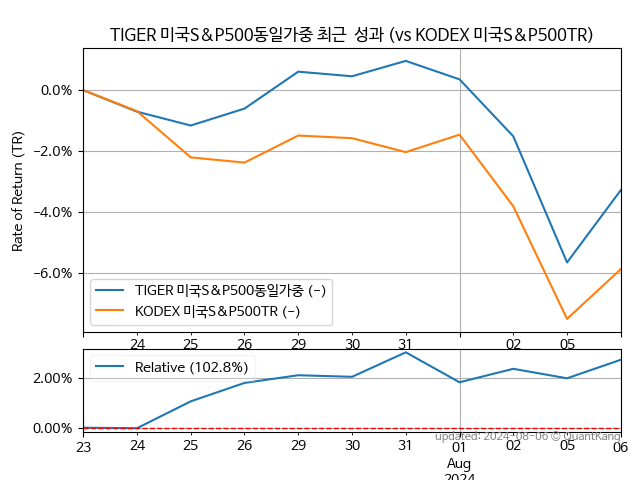 TIGER 미국S&P500동일가중 최근 성과 (vs KODEX 미국S&P500TR)
0.0%
−2.0%
−4.0%
−6.0%
Rate of Return (TR)
TIGER 미국S&P500동일가중 (-)
KODEX 미국S&P500TR (-)
24 25 26 29 30 31 02 05
Relative (102.8%)
2.00%
0.00%
updated: 2024-08-06 © QuantKang
23 24 25 26 29 30 31 01 02 05 06
Aug
2024